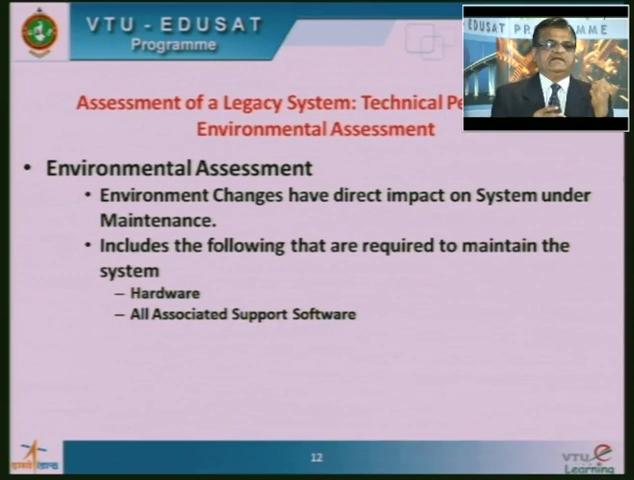 VTU - EDUSAT
Programme
EDUSAT PROGRAMME
Assessment of a Legacy System: Technical Pe
Environmental Assessment
• Environmental Assessment
• Environment Changes have direct impact on System under
Maintenance.
• Includes the following that are required to maintain the
system
– Hardware
– All Associated Support Software
12
VTU e
Learning